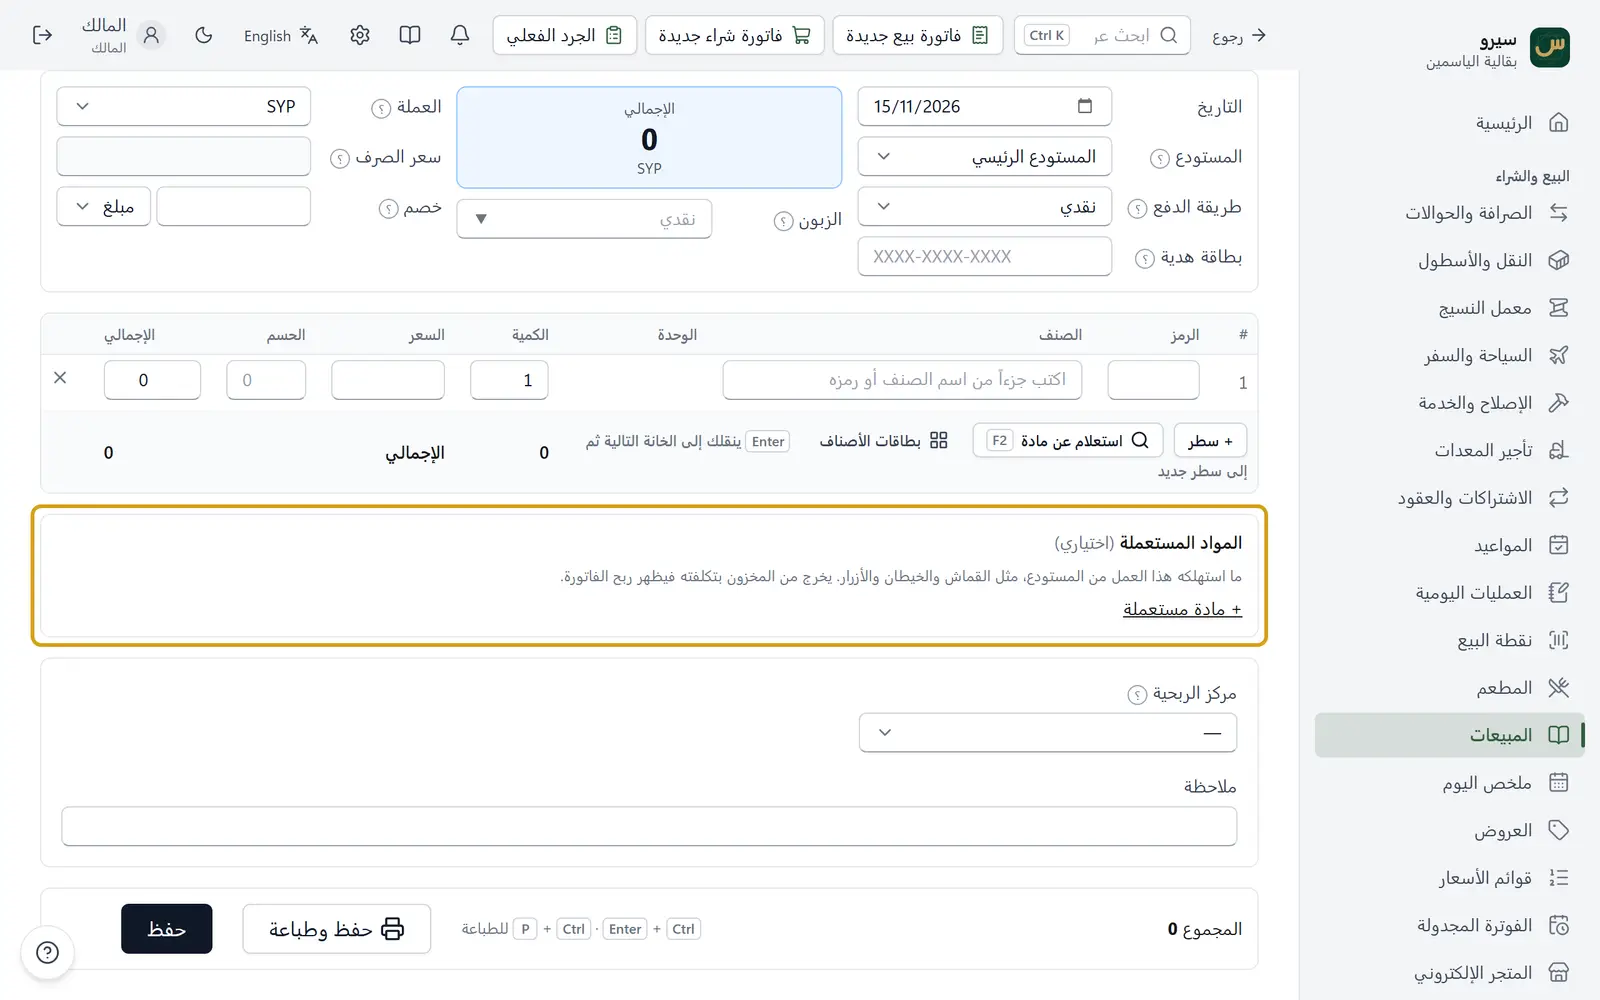 سيرو
بقالية الياسمين
رجوع
ابحث عر
Ctrl K
فاتورة بيع جديدة
فاتورة شراء جديدة
الجرد الفعلي
English
المالك
المالك
الرئيسية
البيع والشراء
الصرافة والحوالات
النقل والأسطول
معمل النسيج
السياحة والسفر
الإصلاح والخدمة
تأجير المعدات
الاشتراكات والعقود
المواعيد
العمليات اليومية
نقطة البيع
المطعم
المبيعات
ملخص اليوم
العروض
قوائم الأسعار
الفوترة المجدولة
المتجر الإلكتروني
التاريخ
15/11/2026
المستودع ؟
المستودع الرئيسي
طريقة الدفع ؟
نقدي
بطاقة هدية ؟
XXXX-XXXX-XXXX
الإجمالي
0
SYP
الزبون ؟
نقدي
العملة ؟
SYP
سعر الصرف ؟
خصم ؟
مبلغ
# الرمز الصنف الوحدة الكمية السعر الحسم الإجمالي
1 اكتب جزءاً من اسم الصنف أو رمزه 1 0 0
+ سطر
استعلام عن مادة F2
بطاقات الأصناف
Enter ينقلك إلى الخانة التالية ثم
إلى سطر جديد
0 الإجمالي 0
المواد المستعملة (اختياري)
ما استهلكه هذا العمل من المستودع، مثل القماش والخيطان والأزرار. يخرج من المخزون بتكلفته فيظهر ربح الفاتورة.
+ مادة مستعملة
مركز الربحية ؟
—
ملاحظة
المجموع 0
Ctrl + Enter · Ctrl + P للطباعة
حفظ وطباعة
حفظ